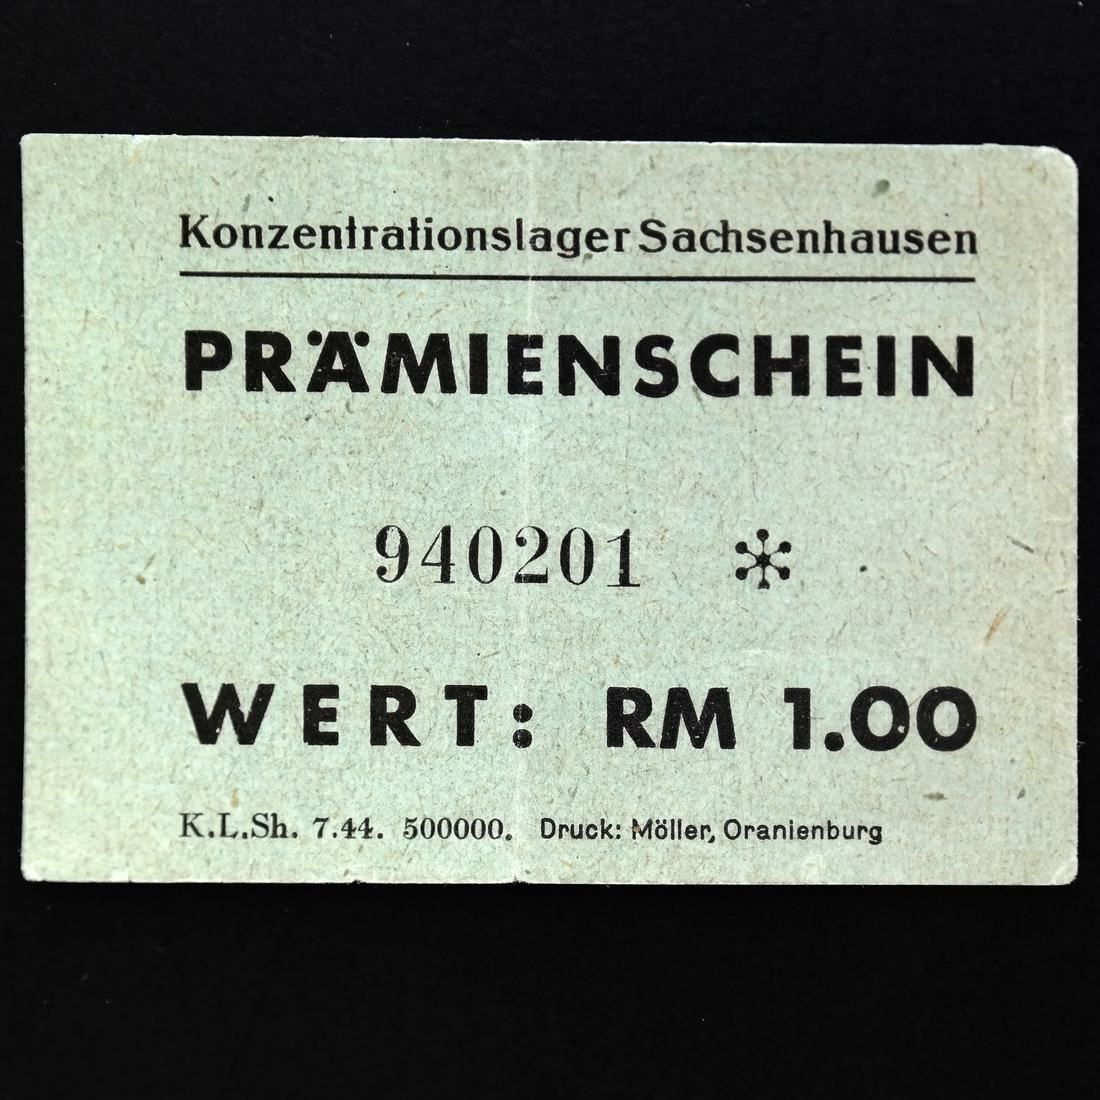 Konzentrationslager Sachsenhausen
PRÄMIENSCHEIN
940201 *
WERT: RM 1.00
K.L.Sh. 7.44. 500000. Druck: Möller, Oranienburg